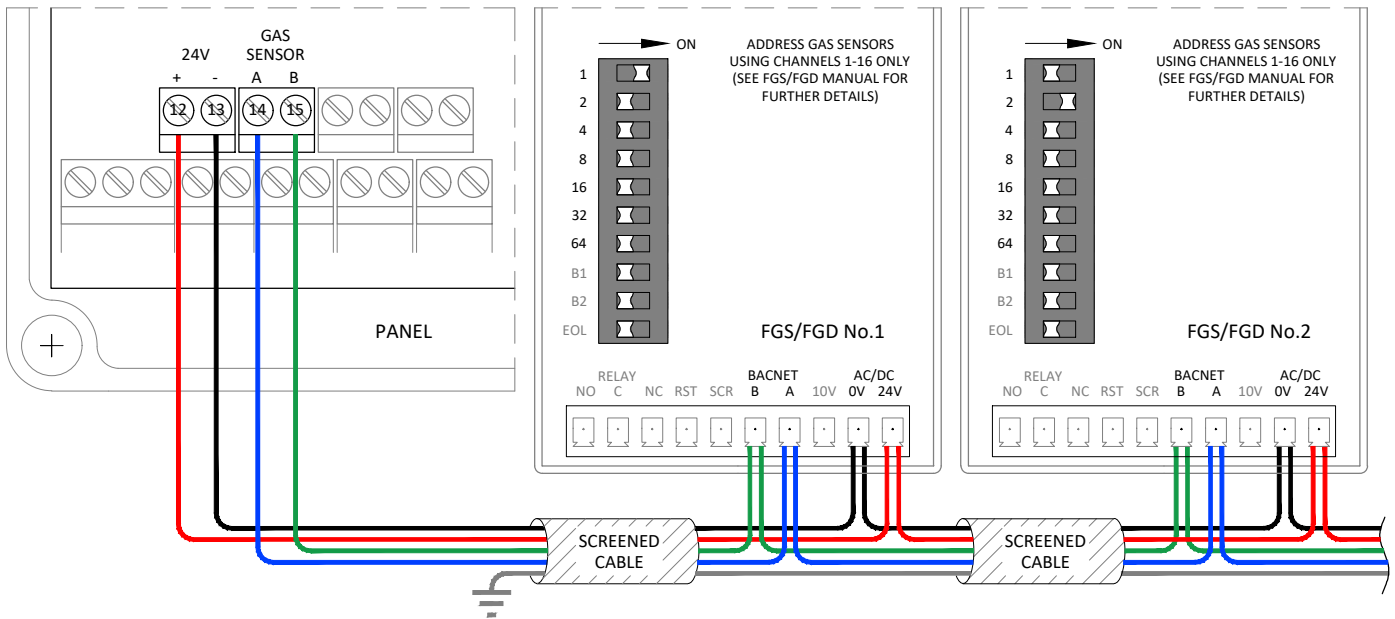 GAS
24V SENSOR
+ - A B
12 13 14 15
PANEL
ON
ADDRESS GAS SENSORS
USING CHANNELS 1-16 ONLY
(SEE FGS/FGD MANUAL FOR
FURTHER DETAILS)
1
2
4
8
16
32
64
B1
B2
EOL
FGS/FGD No.1
RELAY BACNET AC/DC
NO C NC RST SCR B A 10V 0V 24V
ON
ADDRESS GAS SENSORS
USING CHANNELS 1-16 ONLY
(SEE FGS/FGD MANUAL FOR
FURTHER DETAILS)
1
2
4
8
16
32
64
B1
B2
EOL
FGS/FGD No.2
RELAY BACNET AC/DC
NO C NC RST SCR B A 10V 0V 24V
SCREENED
CABLE
SCREENED
CABLE